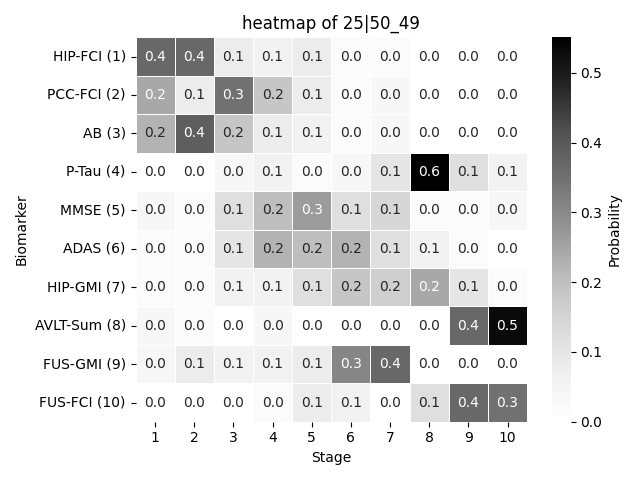 heatmap of 25|50_49
HIP-FCI (1) 0.4 0.4 0.1 0.1 0.1 0.0 0.0 0.0 0.0 0.0
PCC-FCI (2) 0.2 0.1 0.3 0.2 0.1 0.0 0.0 0.0 0.0 0.0
AB (3) 0.2 0.4 0.2 0.1 0.1 0.0 0.0 0.0 0.0 0.0
P-Tau (4) 0.0 0.0 0.0 0.1 0.0 0.0 0.1 0.6 0.1 0.1
MMSE (5) 0.0 0.0 0.1 0.2 0.3 0.1 0.1 0.0 0.0 0.0
ADAS (6) 0.0 0.0 0.1 0.2 0.2 0.2 0.1 0.1 0.0 0.0
HIP-GMI (7) 0.0 0.0 0.1 0.1 0.1 0.2 0.2 0.2 0.1 0.0
AVLT-Sum (8) 0.0 0.0 0.0 0.0 0.0 0.0 0.0 0.0 0.4 0.5
FUS-GMI (9) 0.0 0.1 0.1 0.1 0.1 0.3 0.4 0.0 0.0 0.0
FUS-FCI (10) 0.0 0.0 0.0 0.0 0.1 0.1 0.0 0.1 0.4 0.3
1 2 3 4 5 6 7 8 9 10
Stage
Biomarker
0.5
0.4
0.3
0.2
0.1
0.0
Probability